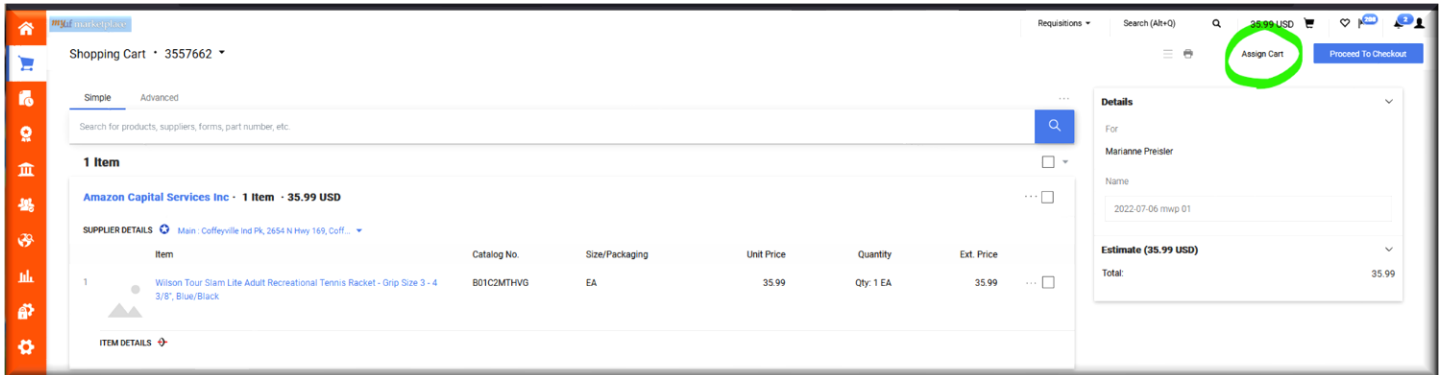 myuf marketplace
Requisitions
Search (Alt+Q)
35.99 USD
2
Shopping Cart • 3557662
Assign Cart
Proceed To Checkout
Simple
Advanced
...
Search for products, suppliers, forms, part number, etc.
1 Item
Amazon Capital Services Inc · 1 Item · 35.99 USD
...
SUPPLIER DETAILS
Main : Coffeyville Ind Pk, 2654 N Hwy 169, Coff...
Item
Catalog No.
Size/Packaging
Unit Price
Quantity
Ext. Price
1
Wilson Tour Slam Lite Adult Recreational Tennis Racket - Grip Size 3 - 4
3/8", Blue/Black
B01C2MTHVG
EA
35.99
Qty: 1 EA
35.99
...
ITEM DETAILS
Details
For
Marianne Preisler
Name
2022-07-06 mwp 01
Estimate (35.99 USD)
Total:
35.99